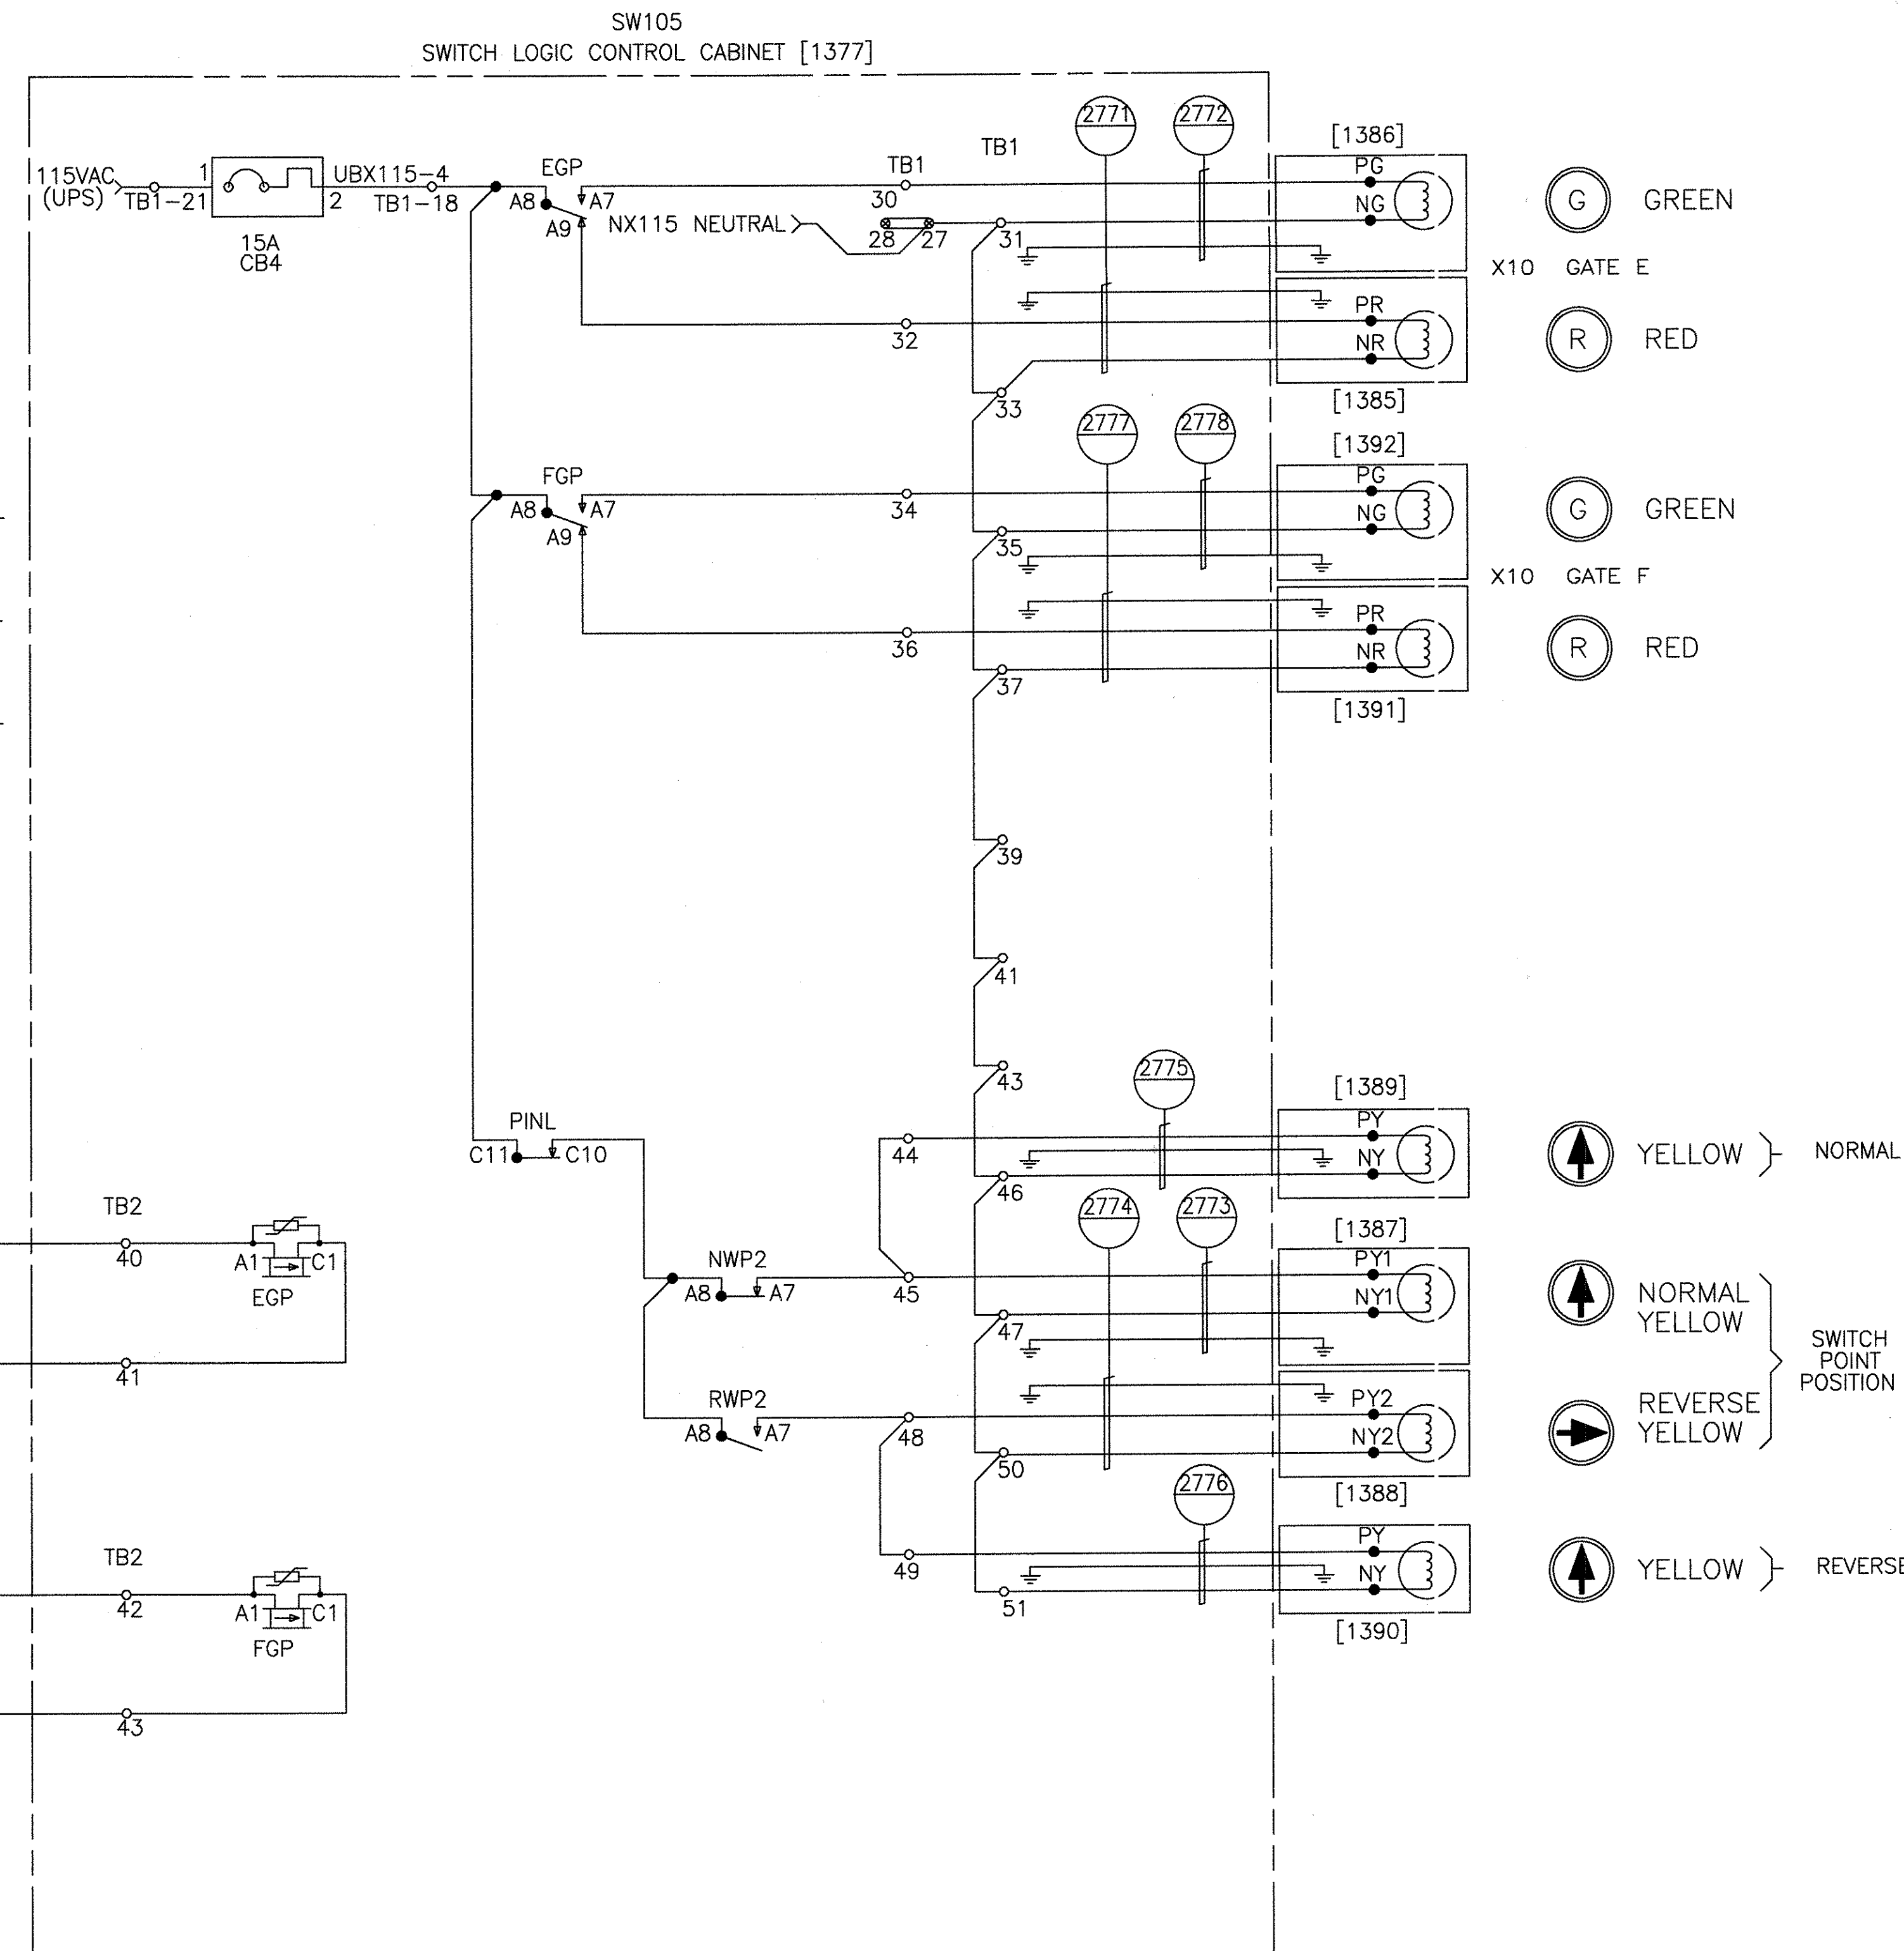 SW105
SWITCH LOGIC CONTROL CABINET [1377]
2771
2772
[1386]
TB1
TB1
115VAC
(UPS)
TB1-21
1
2
15A
CB4
UBX115-4
TB1-18
EGP
A8
A7
A9
30
NX115 NEUTRAL
28
27
31
PG
NG
G
GREEN
X10 GATE E
32
PR
NR
R
RED
33
[1385]
2777
2778
[1392]
FGP
A8
A7
A9
34
PG
NG
G
GREEN
35
X10 GATE F
36
PR
NR
R
RED
37
[1391]
39
41
43
2775
[1389]
PINL
C11
C10
44
PY
NY
YELLOW
NORMAL
46
TB2
40
A1
C1
EGP
41
2774
2773
[1387]
NWP2
A8
A7
45
PY1
NY1
NORMAL
YELLOW
47
SWITCH
POINT
POSITION
RWP2
A8
A7
48
PY2
NY2
REVERSE
YELLOW
50
2776
[1388]
TB2
42
A1
C1
FGP
43
49
PY
NY
YELLOW
REVERSE
51
[1390]